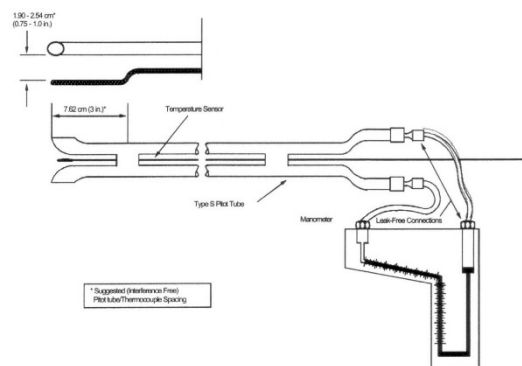 1.90 - 2.54 cm*
(0.75 - 1.0 in.)
7.62 cm (3 in.)*
Temperature Sensor
Type S Pitot Tube
Manometer
Leak-Free Connections
* Suggested (Interference Free)
Pitot tube/Thermocouple Spacing